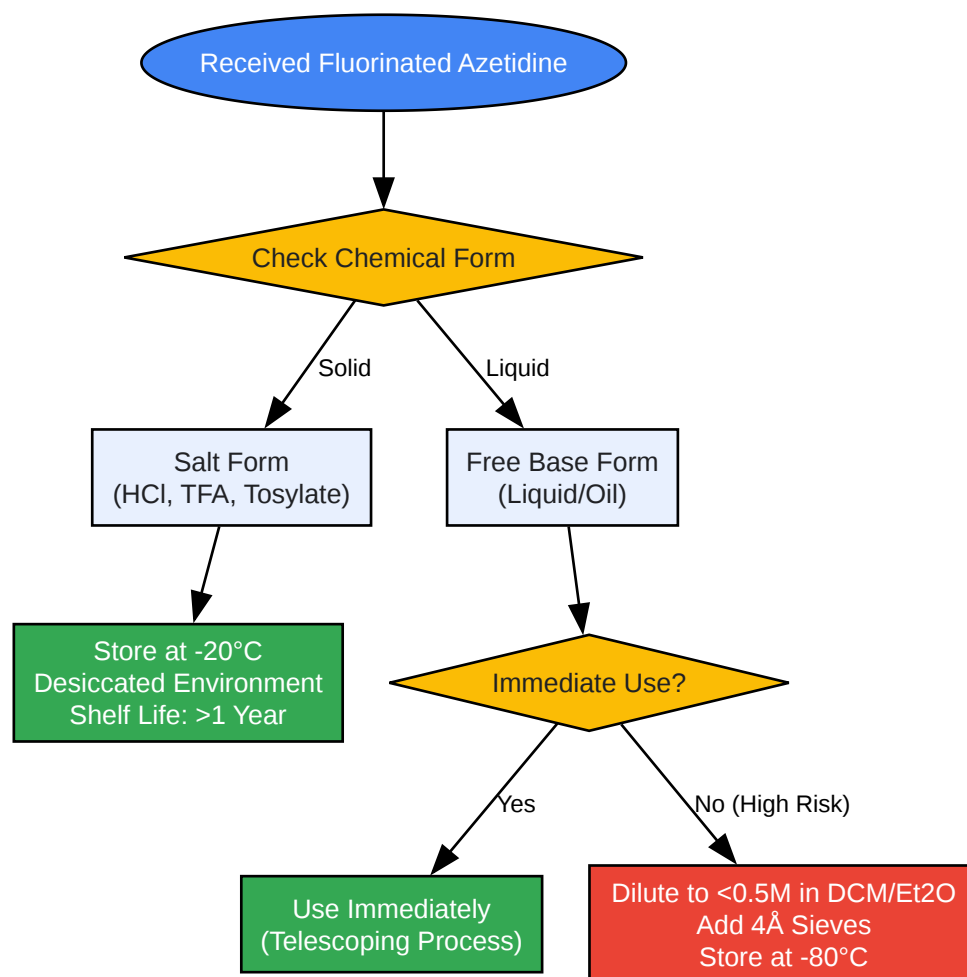 Received Fluorinated Azetidine
Check Chemical Form
Solid
Liquid
Salt Form
(HCl, TFA, Tosylate)
Free Base Form
(Liquid/Oil)
Store at -20°C
Desiccated Environment
Shelf Life: >1 Year
Immediate Use?
Yes
No (High Risk)
Use Immediately
(Telescoping Process)
Dilute to <0.5M in DCM/Et2O
Add 4Å Sieves
Store at -80°C